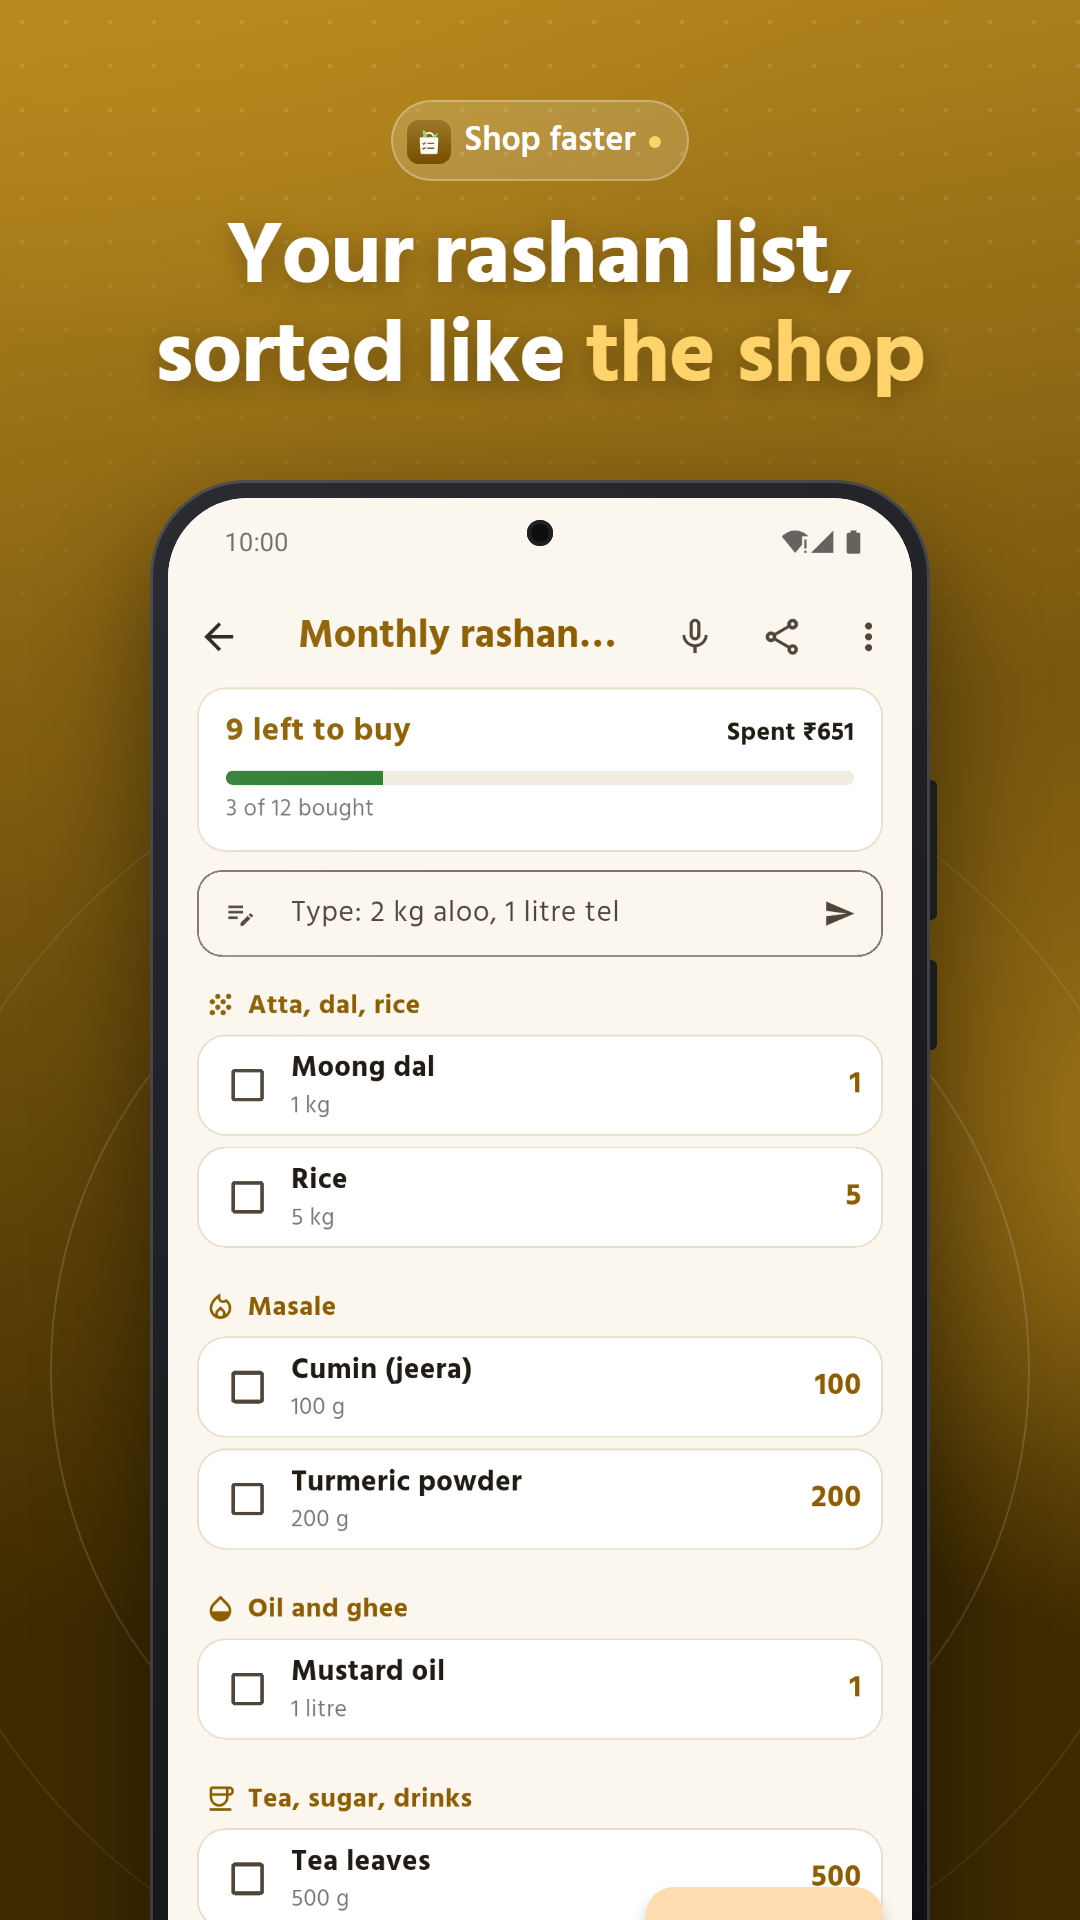 Shop faster
Your rashan list,
sorted like the shop
10:00
Monthly rashan...
9 left to buy
Spent ₹651
3 of 12 bought
Type: 2 kg aloo, 1 litre tel
Atta, dal, rice
Moong dal
1 kg
1
Rice
5 kg
5
Masale
Cumin (jeera)
100 g
100
Turmeric powder
200 g
200
Oil and ghee
Mustard oil
1 litre
1
Tea, sugar, drinks
Tea leaves
500 g
500